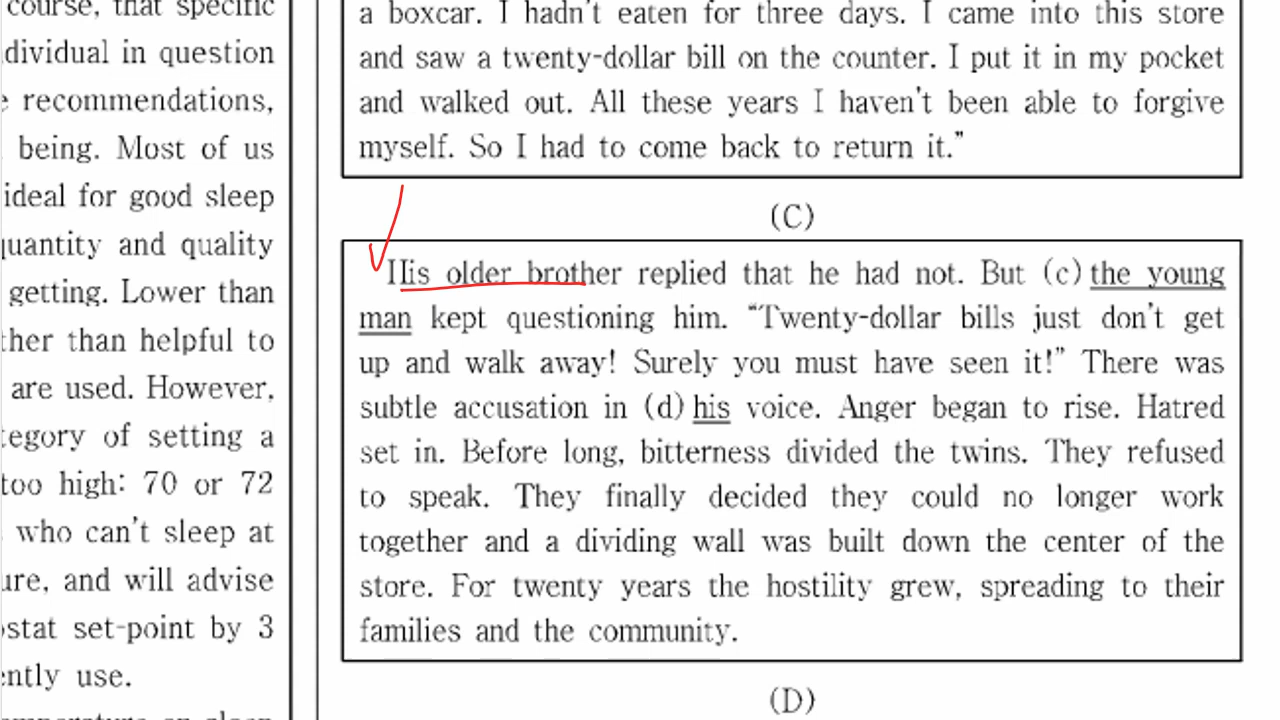 course, that specific
dividual in question
recommendations,
being. Most of us
ideal for good sleep
quantity and quality
getting. Lower than
ther than helpful to
are used. However,
tegory of setting a
too high: 70 or 72
who can't sleep at
ure, and will advise
ostat set-point by 3
ently use.
a boxcar. I hadn't eaten for three days. I came into this store
and saw a twenty-dollar bill on the counter. I put it in my pocket
and walked out. All these years I haven't been able to forgive
myself. So I had to come back to return it.”
(C)
His older brother replied that he had not. But (c) the young
man kept questioning him. “Twenty-dollar bills just don't get
up and walk away! Surely you must have seen it!” There was
subtle accusation in (d) his voice. Anger began to rise. Hatred
set in. Before long, bitterness divided the twins. They refused
to speak. They finally decided they could no longer work
together and a dividing wall was built down the center of the
store. For twenty years the hostility grew, spreading to their
families and the community.
(D)